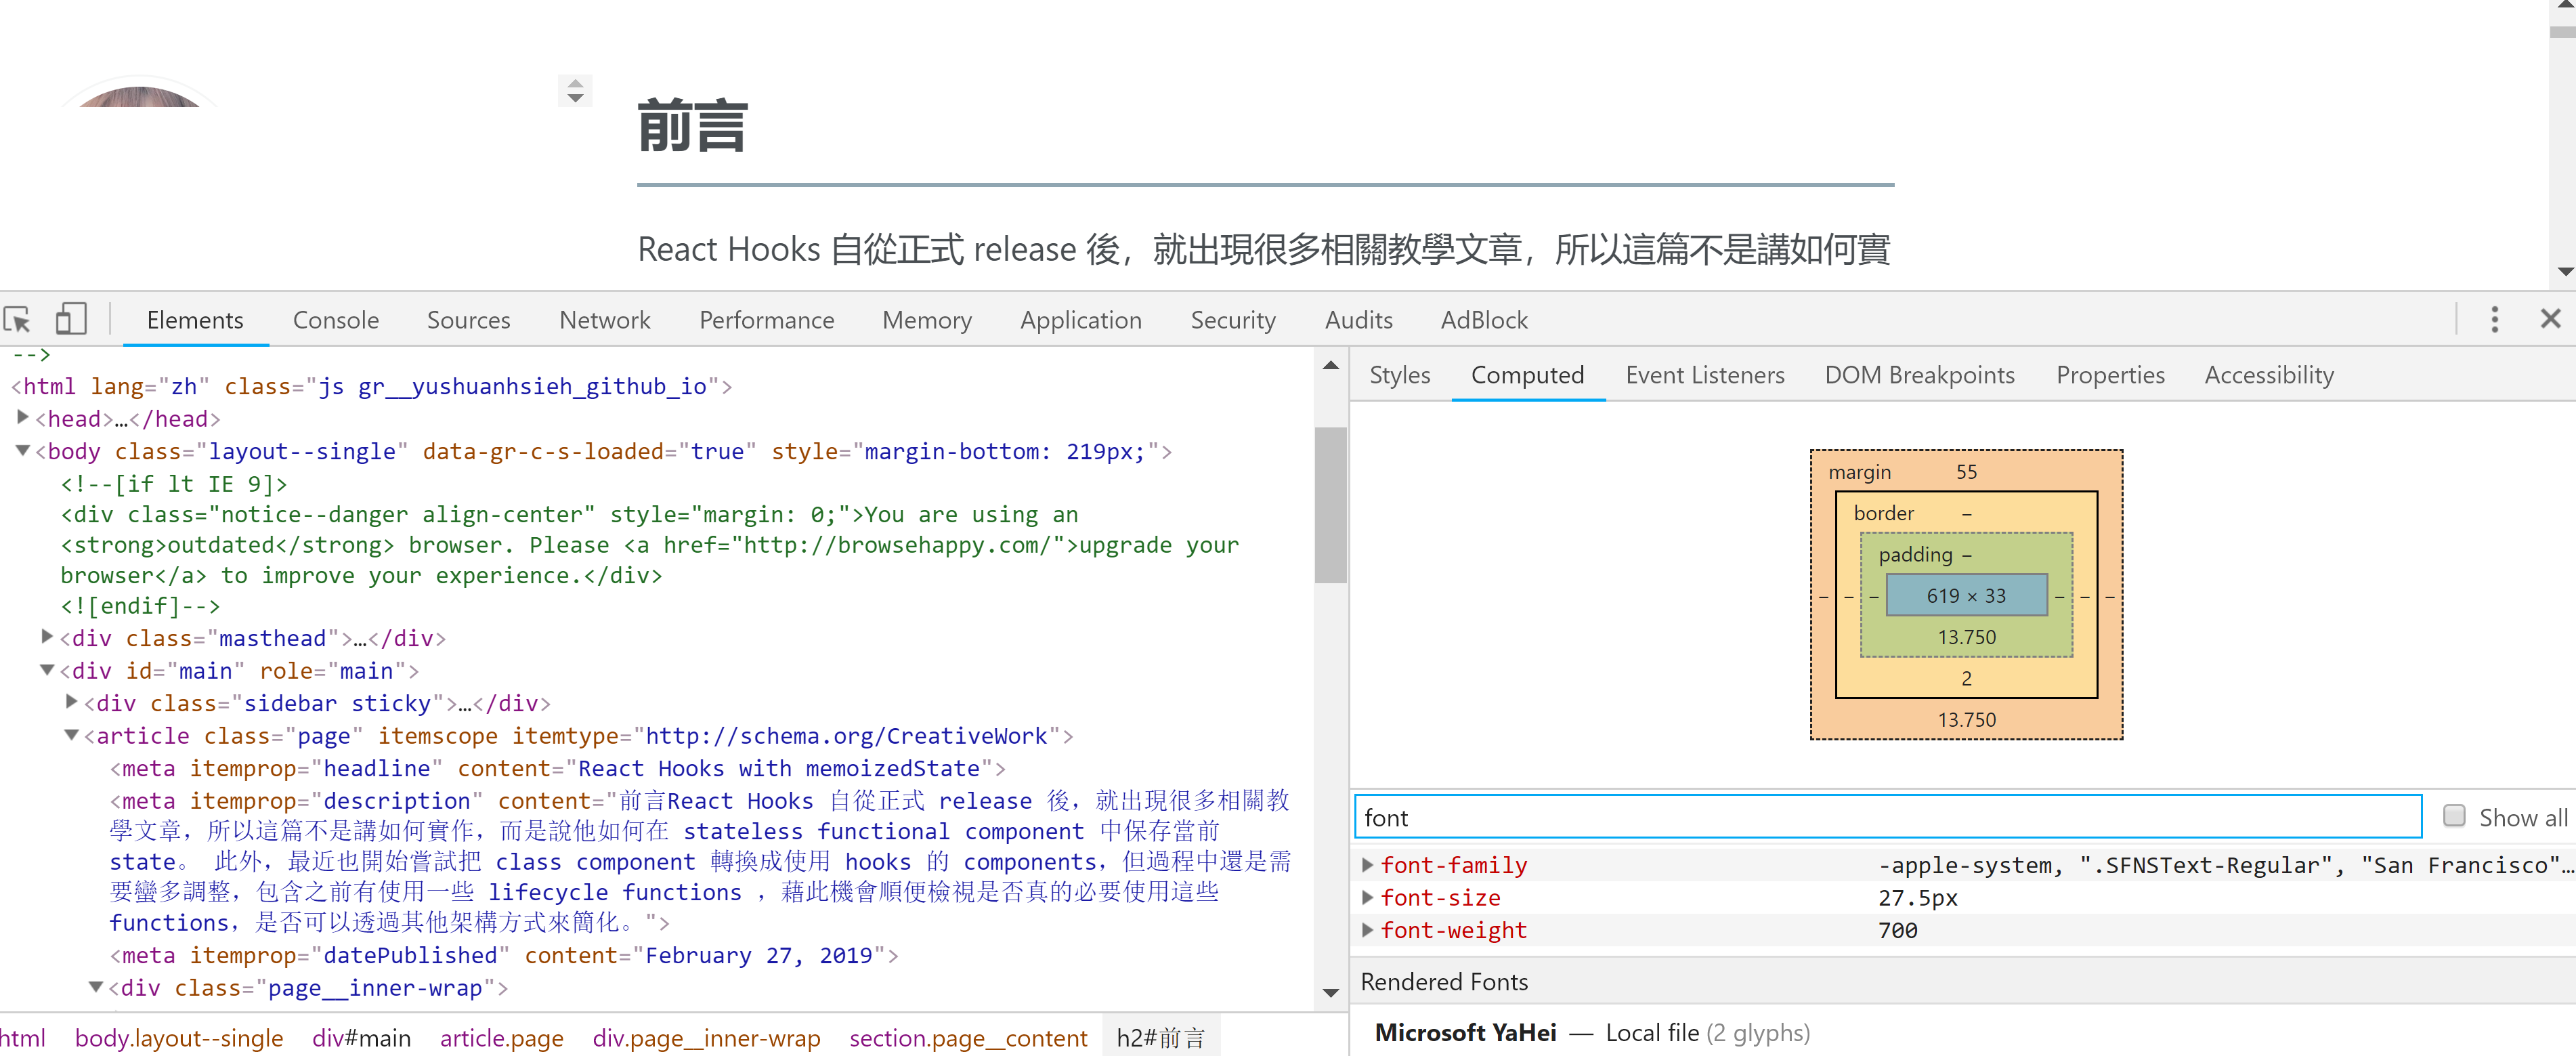 前言
React Hooks 自從正式 release 後，就出現很多相關教學文章，所以這篇不是講如何實
Elements Console Sources Network Performance Memory Application Security Audits AdBlock
-->
<html lang="zh" class="js gr__yushuanhsieh_github_io">
<head>…</head>
<body class="layout--single" data-gr-c-s-loaded="true" style="margin-bottom: 219px;">
<!--[if lt IE 9]>
<div class="notice--danger align-center" style="margin: 0;">You are using an
<strong>outdated</strong> browser. Please <a href="http://browsehappy.com/">upgrade your
browser</a> to improve your experience.</div>
<![endif]-->
<div class="masthead">…</div>
<div id="main" role="main">
<div class="sidebar sticky">…</div>
<article class="page" itemscope itemtype="http://schema.org/CreativeWork">
<meta itemprop="headline" content="React Hooks with memoizedState">
<meta itemprop="description" content="前言React Hooks 自從正式 release 後，就出現很多相關教
學文章，所以這篇不是講如何實作，而是說他如何在 stateless functional component 中保存當前
state。 此外，最近也開始嘗試把 class component 轉換成使用 hooks 的 components，但過程中還是需
要蠻多調整，包含之前有使用一些 lifecycle functions ，藉此機會順便檢視是否真的必要使用這些
functions，是否可以透過其他架構方式來簡化。">
<meta itemprop="datePublished" content="February 27, 2019">
<div class="page__inner-wrap">
html body.layout--single div#main article.page div.page__inner-wrap section.page__content h2#前言
Styles Computed Event Listeners DOM Breakpoints Properties Accessibility
margin 55
border –
padding –
– – – 619 × 33 – – –
13.750
2
13.750
font Show all
font-family -apple-system, ".SFNSText-Regular", "San Francisco"…
font-size 27.5px
font-weight 700
Rendered Fonts
Microsoft YaHei — Local file (2 glyphs)